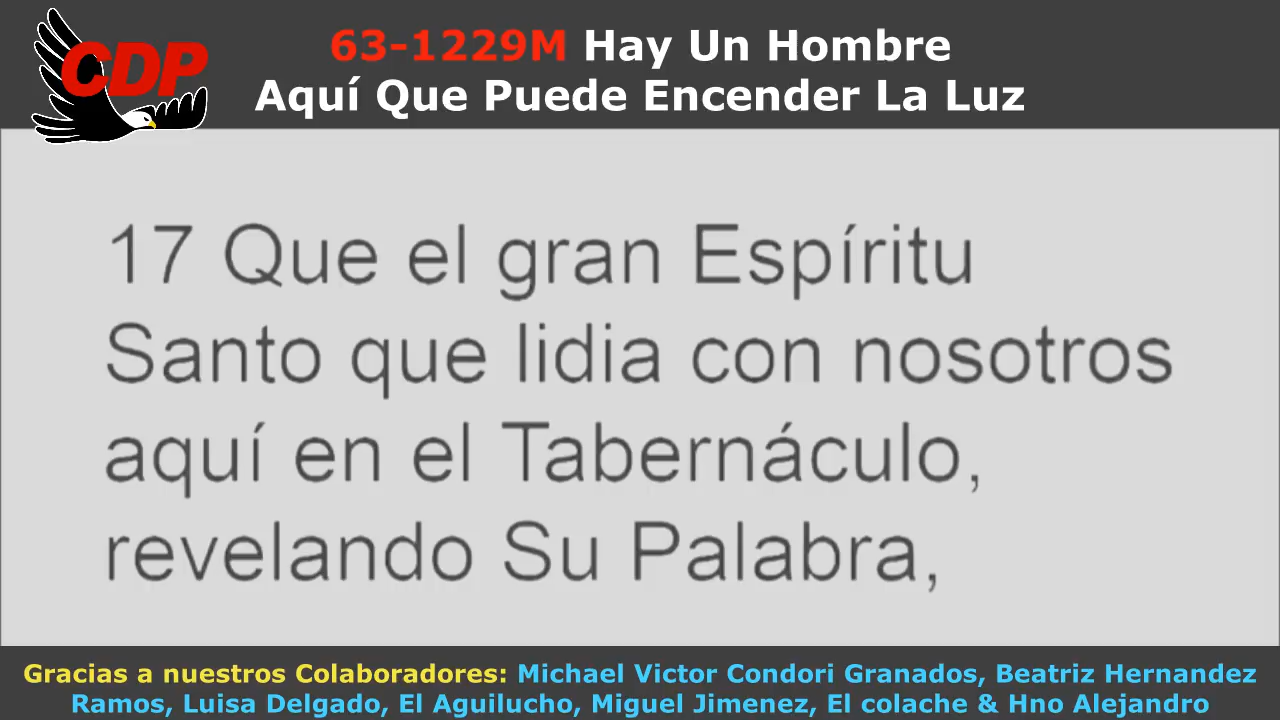 CDP
63-1229M Hay Un Hombre
Aquí Que Puede Encender La Luz
17 Que el gran Espíritu
Santo que lidia con nosotros
aquí en el Tabernáculo,
revelando Su Palabra,
Gracias a nuestros Colaboradores: Michael Victor Condori Granados, Beatriz Hernandez
Ramos, Luisa Delgado, El Aguilucho, Miguel Jimenez, El colache & Hno Alejandro